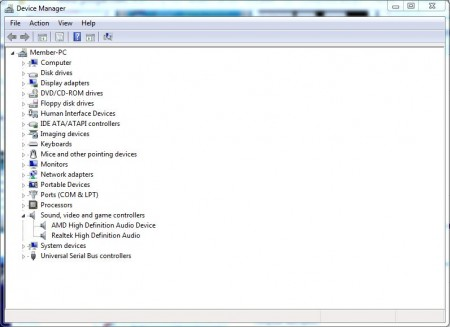 Device Manager
File Action View Help
Member-PC
Computer
Disk drives
Display adapters
DVD/CD-ROM drives
Floppy disk drives
Human Interface Devices
IDE ATA/ATAPI controllers
Imaging devices
Keyboards
Mice and other pointing devices
Monitors
Network adapters
Portable Devices
Ports (COM & LPT)
Processors
Sound, video and game controllers
AMD High Definition Audio Device
Realtek High Definition Audio
System devices
Universal Serial Bus controllers